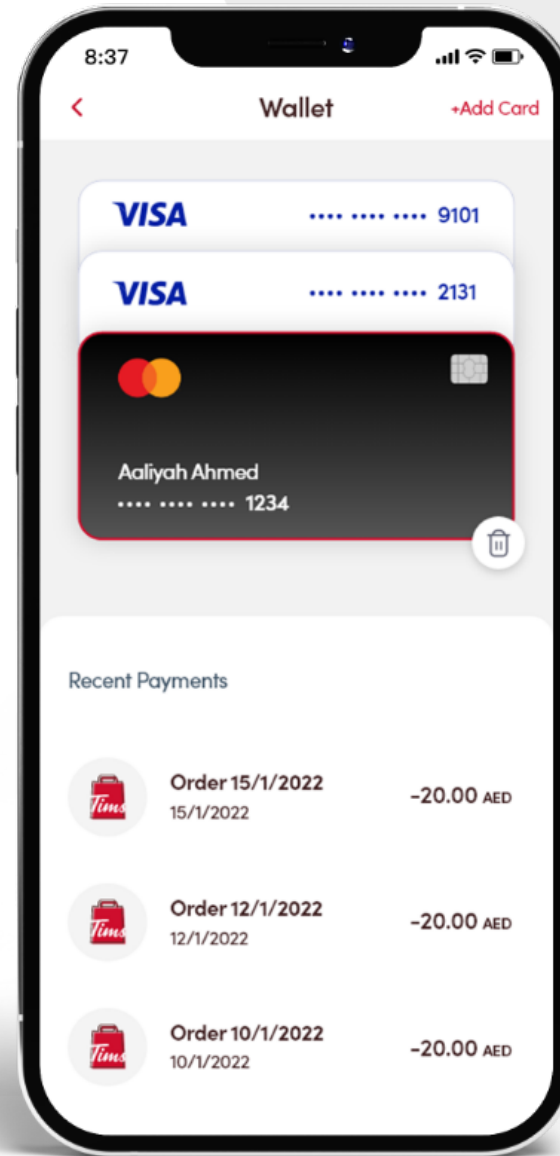 8:37
Wallet
+Add Card
VISA
•••• •••• •••• 9101
VISA
•••• •••• •••• 2131
Aaliyah Ahmed
•••• •••• •••• 1234
Recent Payments
Tims
Order 15/1/2022
15/1/2022
-20.00 AED
Tims
Order 12/1/2022
12/1/2022
-20.00 AED
Tims
Order 10/1/2022
10/1/2022
-20.00 AED